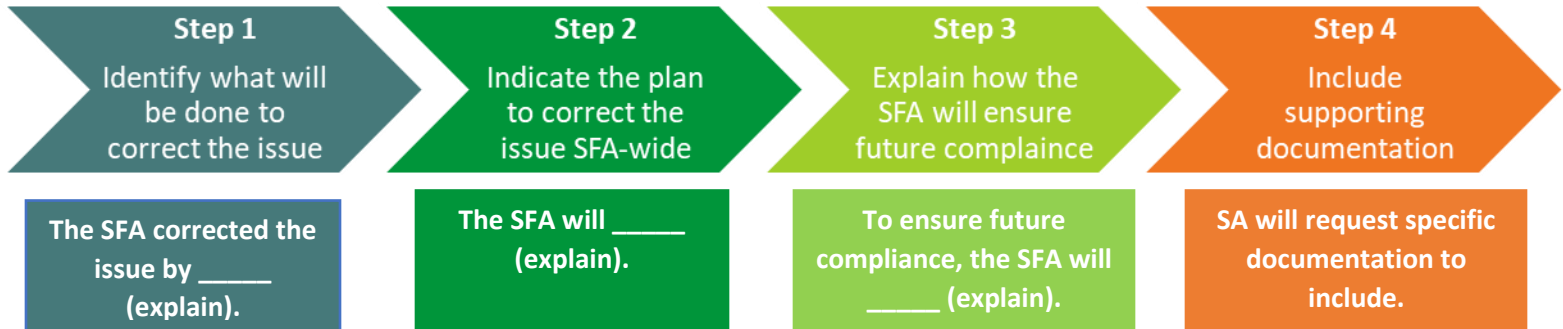 Step 1
Identify what will
be done to
correct the issue
Step 2
Indicate the plan
to correct the
issue SFA-wide
Step 3
Explain how the
SFA will ensure
future complaince
Step 4
Include
supporting
documentation
The SFA corrected the
issue by _____
(explain).
The SFA will _____
(explain).
To ensure future
compliance, the SFA will
_____ (explain).
SA will request specific
documentation to
include.